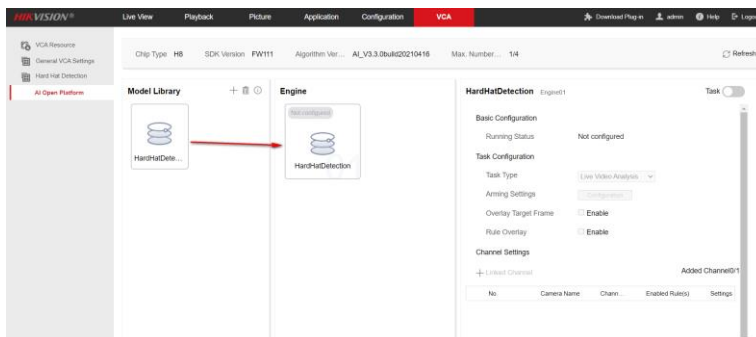 HIKVISION®
Live View Playback Picture Application Configuration VCA
Download Plug-in admin Help Logo
VCA Resource
General VCA Settings
Hard Hat Detection
AI Open Platform
Chip Type H8 SDK Version FW111 Algorithm Ver... AI_V3.3.0build20210416 Max. Number... 1/4
Refresh
Model Library
HardHatDete...
Engine
Not configured
HardHatDetection
HardHatDetection Engine01 Task
Basic Configuration
Running Status Not configured
Task Configuration
Task Type Live Video Analysis
Arming Settings Configuration
Overlay Target Frame Enable
Rule Overlay Enable
Channel Settings
Linked Channel Added Channel0/1
No. Camera Name Chann... Enabled Rule(s) Settings